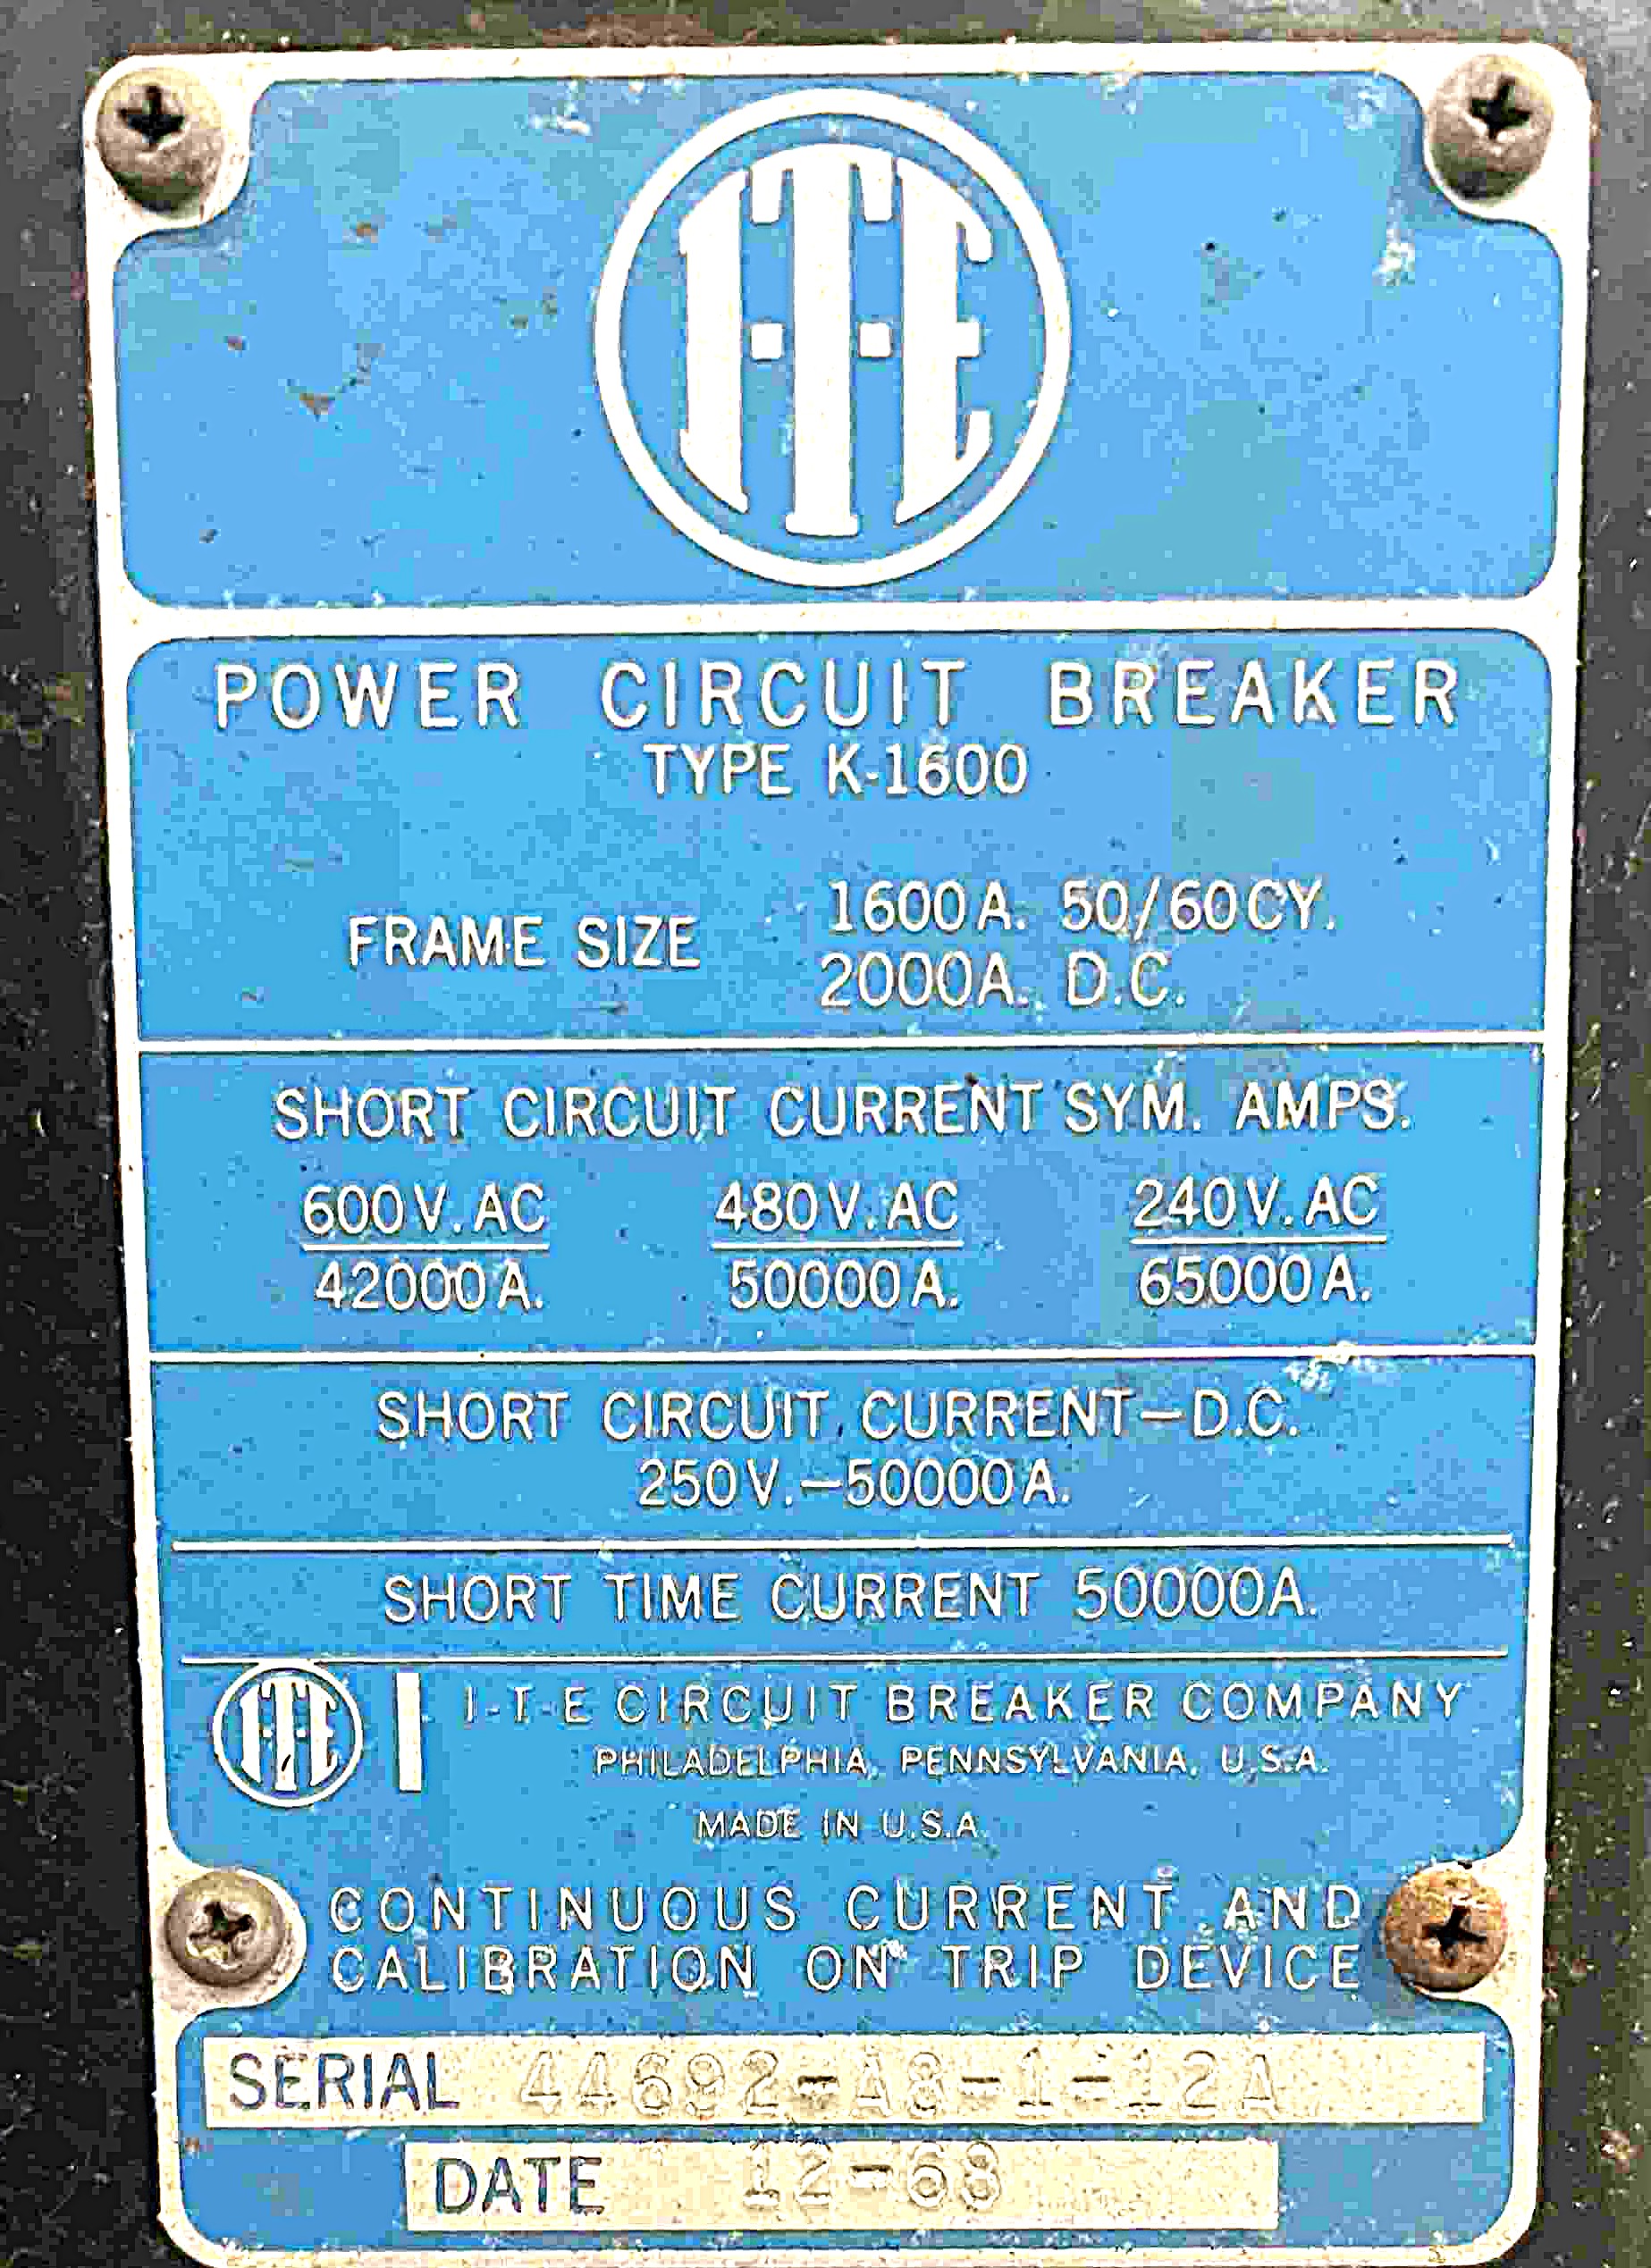 I-T-E
POWER CIRCUIT BREAKER
TYPE K-1600
FRAME SIZE
1600A. 50/60CY.
2000A. D.C.
SHORT CIRCUIT CURRENT SYM. AMPS.
600V.AC 480V.AC 240V.AC
42000A. 50000A. 65000A.
SHORT CIRCUIT CURRENT-D.C.
250V.-50000A.
SHORT TIME CURRENT 50000A.
I-T-E I-T-E CIRCUIT BREAKER COMPANY
PHILADELPHIA, PENNSYLVANIA, U.S.A.
MADE IN U.S.A.
CONTINUOUS CURRENT AND
CALIBRATION ON TRIP DEVICE
SERIAL 44692-A8-1-12A
DATE 12-68